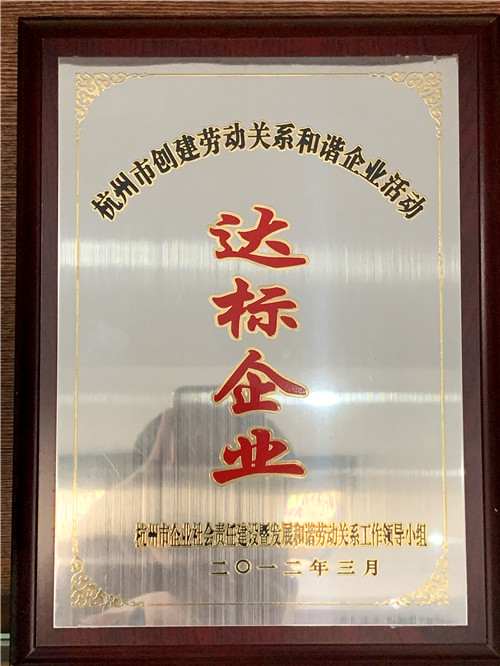 杭州市创建劳动关系和谐企业活动
达标企业
杭州市企业社会责任建设暨发展和谐劳动关系工作领导小组
二〇一二年三月